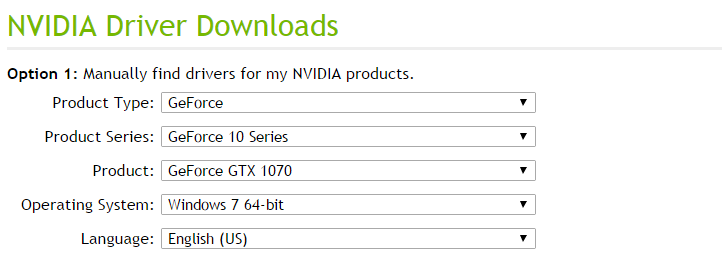 NVIDIA Driver Downloads
Option 1: Manually find drivers for my NVIDIA products.
Product Type: GeForce
Product Series: GeForce 10 Series
Product: GeForce GTX 1070
Operating System: Windows 7 64-bit
Language: English (US)